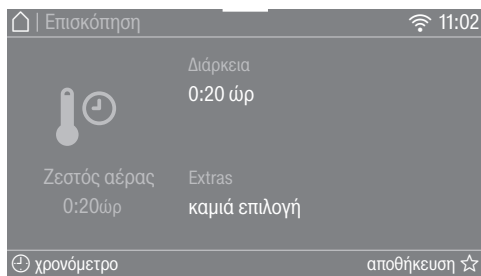 | Επισκόπηση 11:02
Διάρκεια
0:20 ώρ
Ζεστός αέρας
0:20ώρ
Extras
καμιά επιλογή
χρονόμετρο αποθήκευση